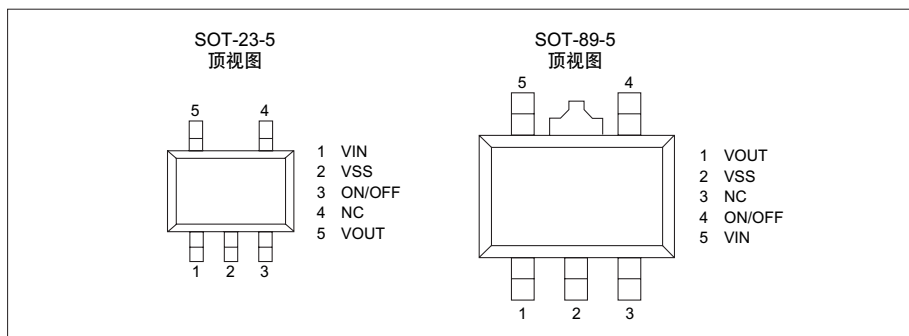 SOT-23-5
顶视图
5 4
1 VIN
2 VSS
3 ON/OFF
4 NC
5 VOUT
1 2 3
SOT-89-5
顶视图
5 4
1 VOUT
2 VSS
3 NC
4 ON/OFF
5 VIN
1 2 3